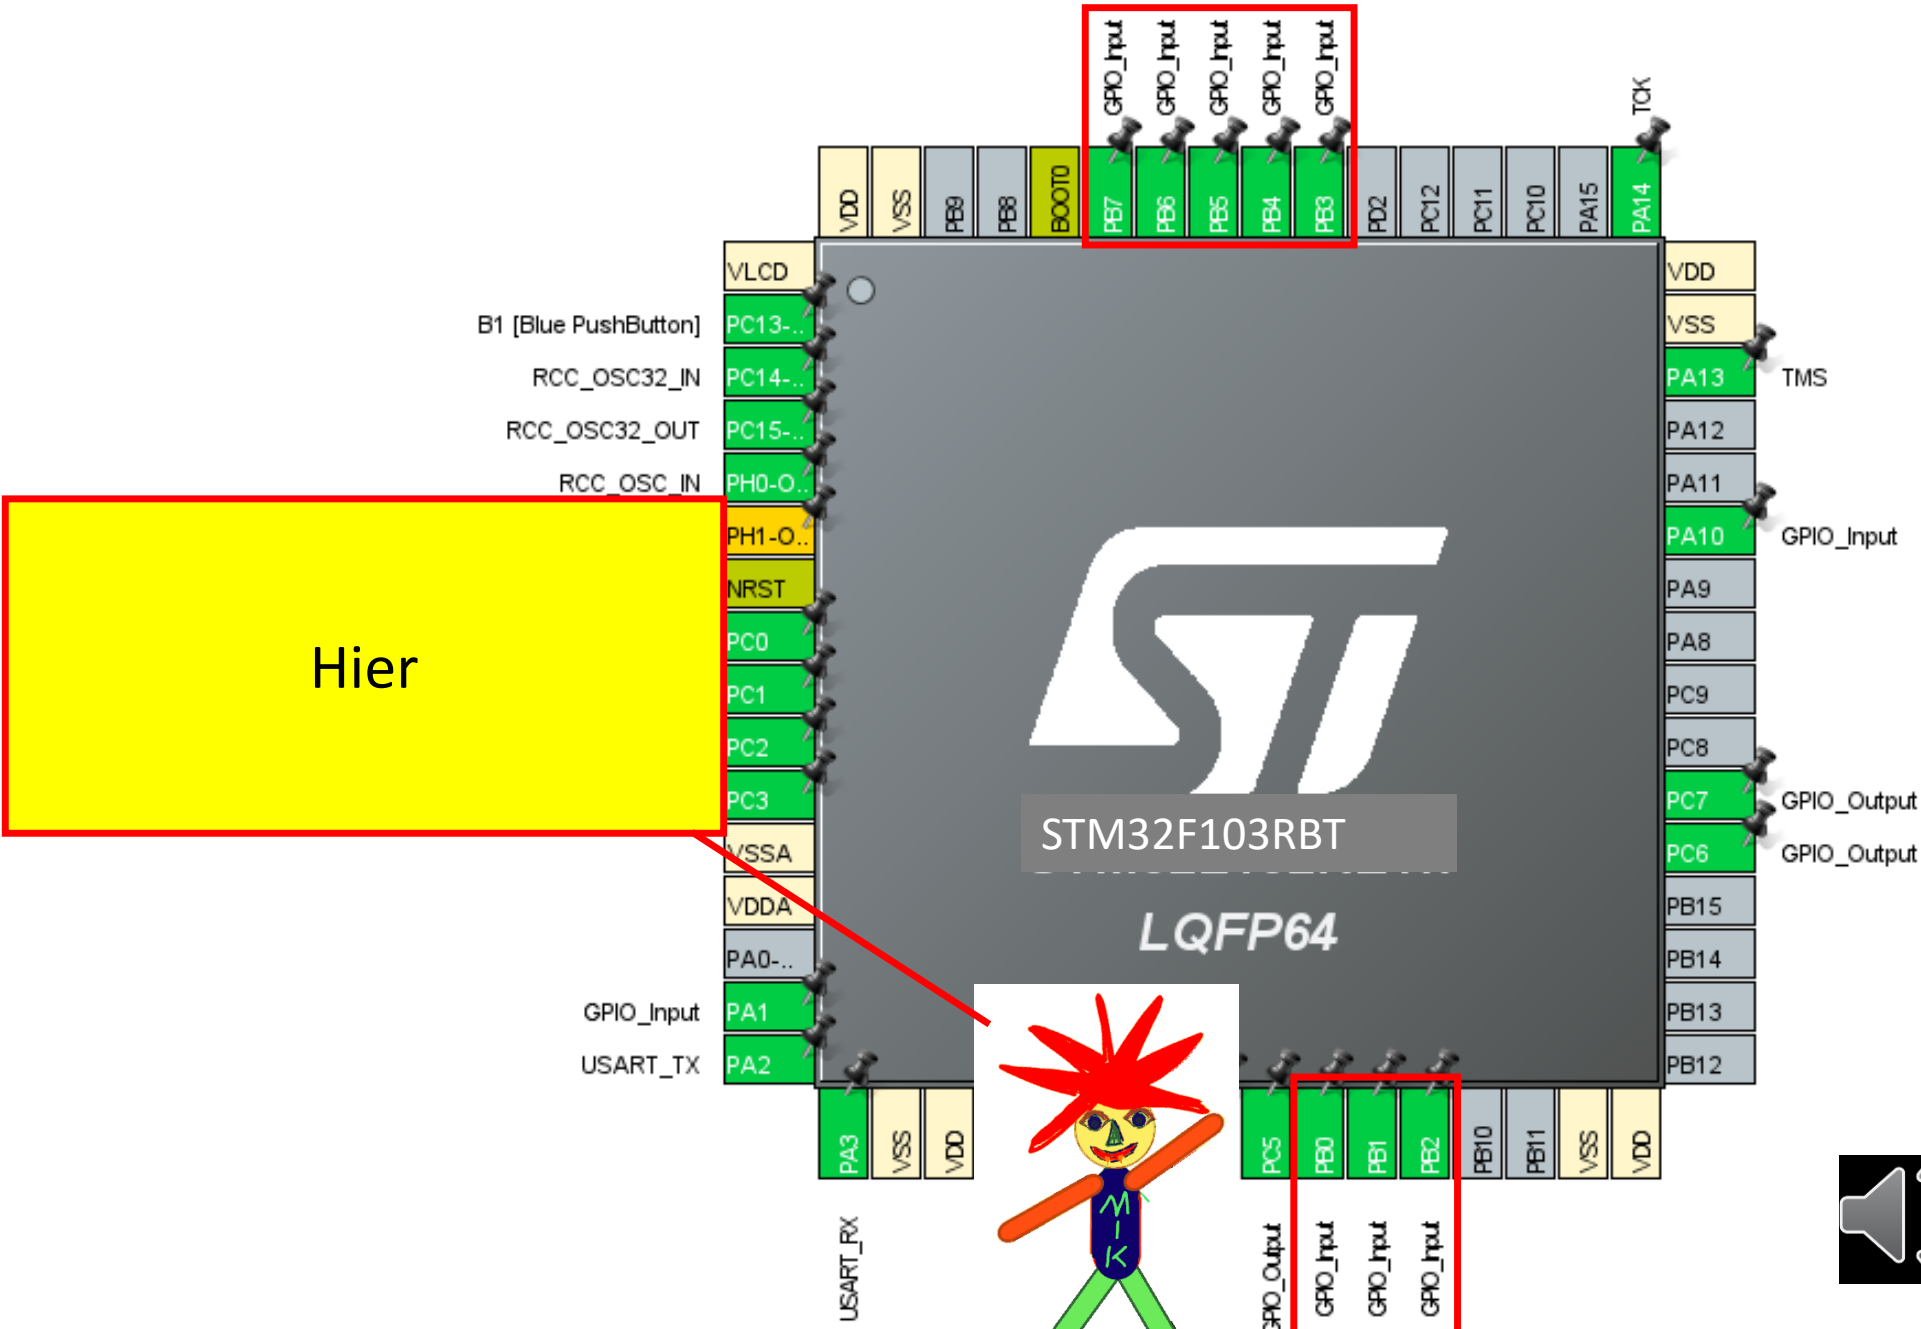 GPIO_Input
GPIO_Input
GPIO_Input
GPIO_Input
GPIO_Input
TCK
VDD
VSS
PB9
PB8
BOOT0
PB7
PB6
PB5
PB4
PB3
PD2
PC12
PC11
PC10
PA15
PA14
VLCD
B1 [Blue PushButton] PC13-..
RCC_OSC32_IN PC14-..
RCC_OSC32_OUT PC15-..
RCC_OSC_IN PH0-O..
PH1-O..
NRST
PC0
PC1
PC2
PC3
Hier
VSSA
VDDA
PA0-..
GPIO_Input PA1
USART_TX PA2
ST
STM32F103RBT
LQFP64
VDD
VSS
PA13 TMS
PA12
PA11
PA10 GPIO_Input
PA9
PA8
PC9
PC8
PC7 GPIO_Output
PC6 GPIO_Output
PB15
PB14
PB13
PB12
PA3
VSS
VDD
PC5
PB0
PB1
PB2
PB10
PB11
VSS
VDD
MIK
USART_RX
GPIO_Output
GPIO_Input
GPIO_Input
GPIO_Input